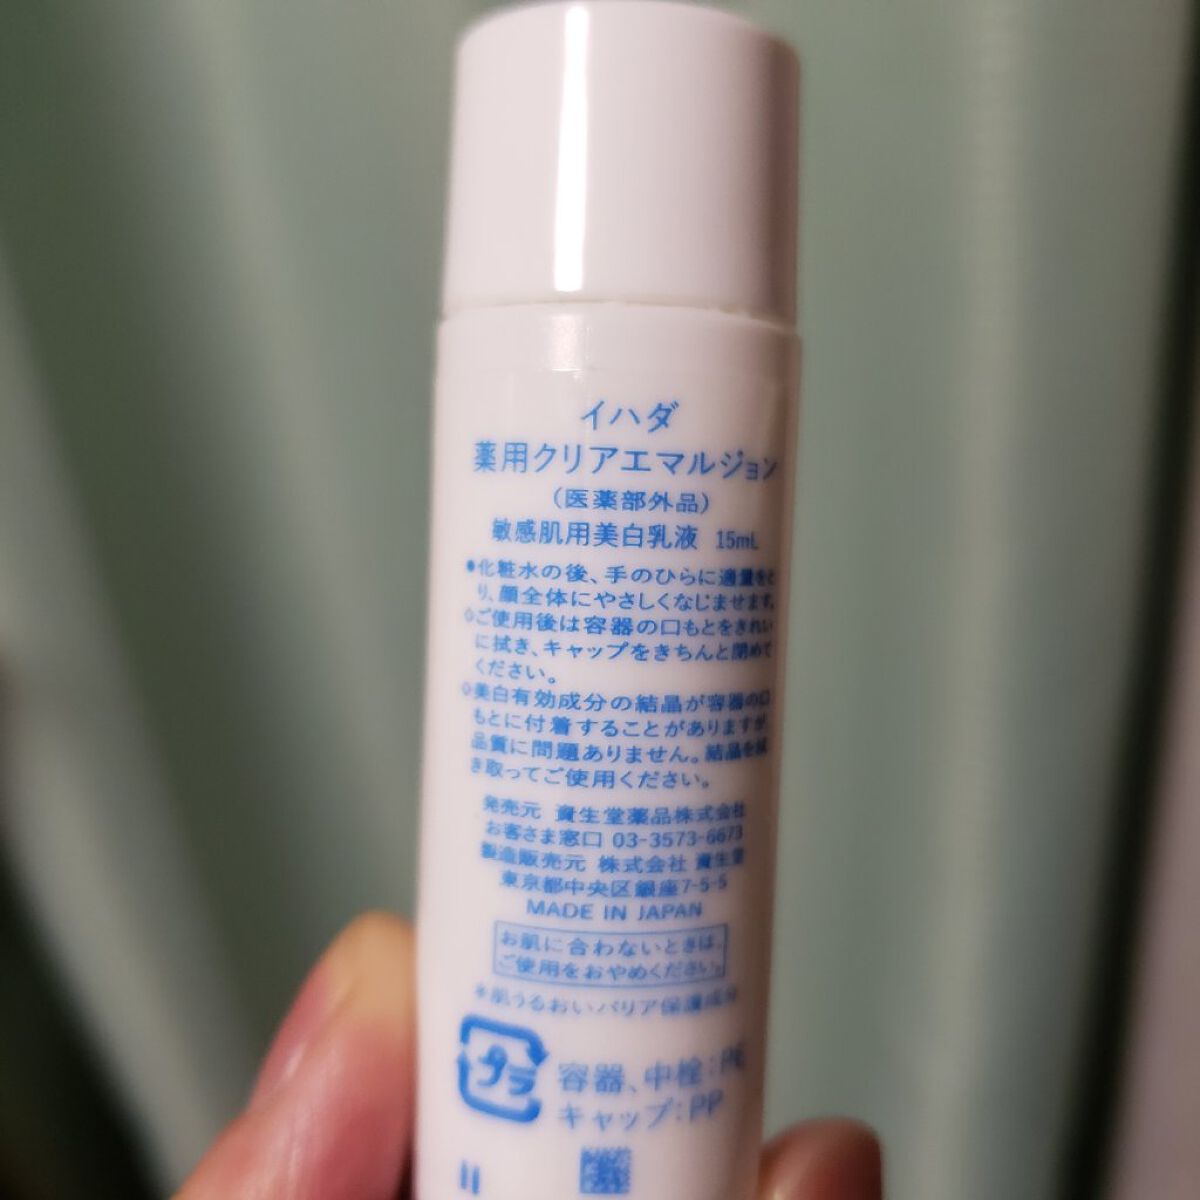 イハダ
薬用クリアエマルジョン
(医薬部外品)
敏感肌用美白乳液 15mL
●化粧水の後、手のひらに適量をと
り、顔全体にやさしくなじませます。
◇ご使用後は容器の口もとをきれい
に拭き、キャップをきちんと閉めて
ください。
◇美白有効成分の結晶が容器の口
もとに付着することがありますが
品質に問題ありません。結晶を拭
き取ってご使用ください。
発売元 資生堂薬品株式会社
お客さま窓口 03-3573-6673
製造販売元 株式会社 資生堂
東京都中央区銀座7-5-5
MADE IN JAPAN
お肌に合わないときは、
ご使用をおやめください。
*肌うるおいバリア保湿成分
プラ
容器、中栓:PE
キャップ:PP